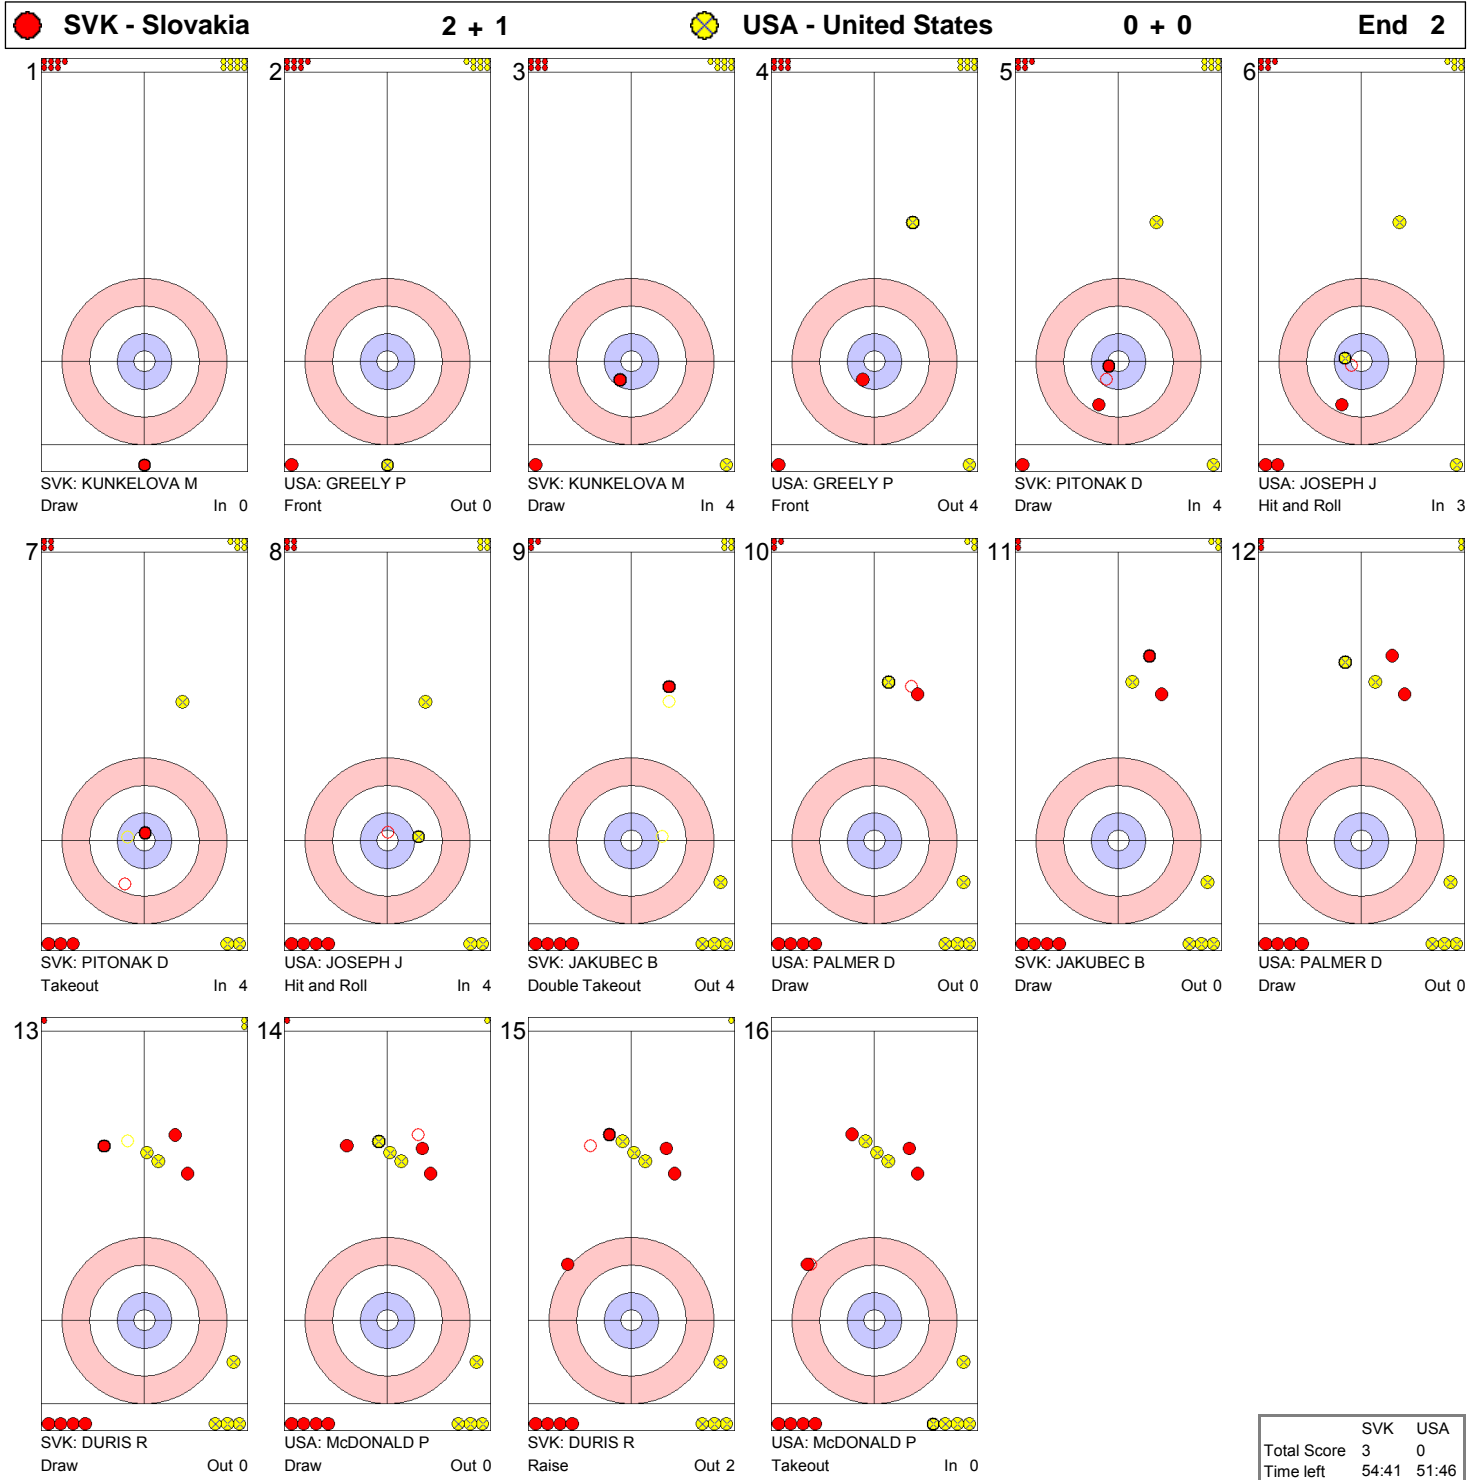 SVK - Slovakia 2 + 1 USA - United States 0 + 0 End 2
1 2 3 4 5 6
SVK: KUNKELOVA M USA: GREELY P SVK: KUNKELOVA M USA: GREELY P SVK: PITONAK D USA: JOSEPH J
Draw In 0 Front Out 0 Draw In 4 Front Out 4 Draw In 4 Hit and Roll In 3
7 8 9 10 11 12
SVK: PITONAK D USA: JOSEPH J SVK: JAKUBEC B USA: PALMER D SVK: JAKUBEC B USA: PALMER D
Takeout In 4 Hit and Roll In 4 Double Takeout Out 4 Draw Out 0 Draw Out 0 Draw Out 0
13 14 15 16
SVK: DURIS R USA: McDONALD P SVK: DURIS R USA: McDONALD P
Draw Out 0 Draw Out 0 Raise Out 2 Takeout In 0
SVK USA
Total Score 3 0
Time left 54:41 51:46